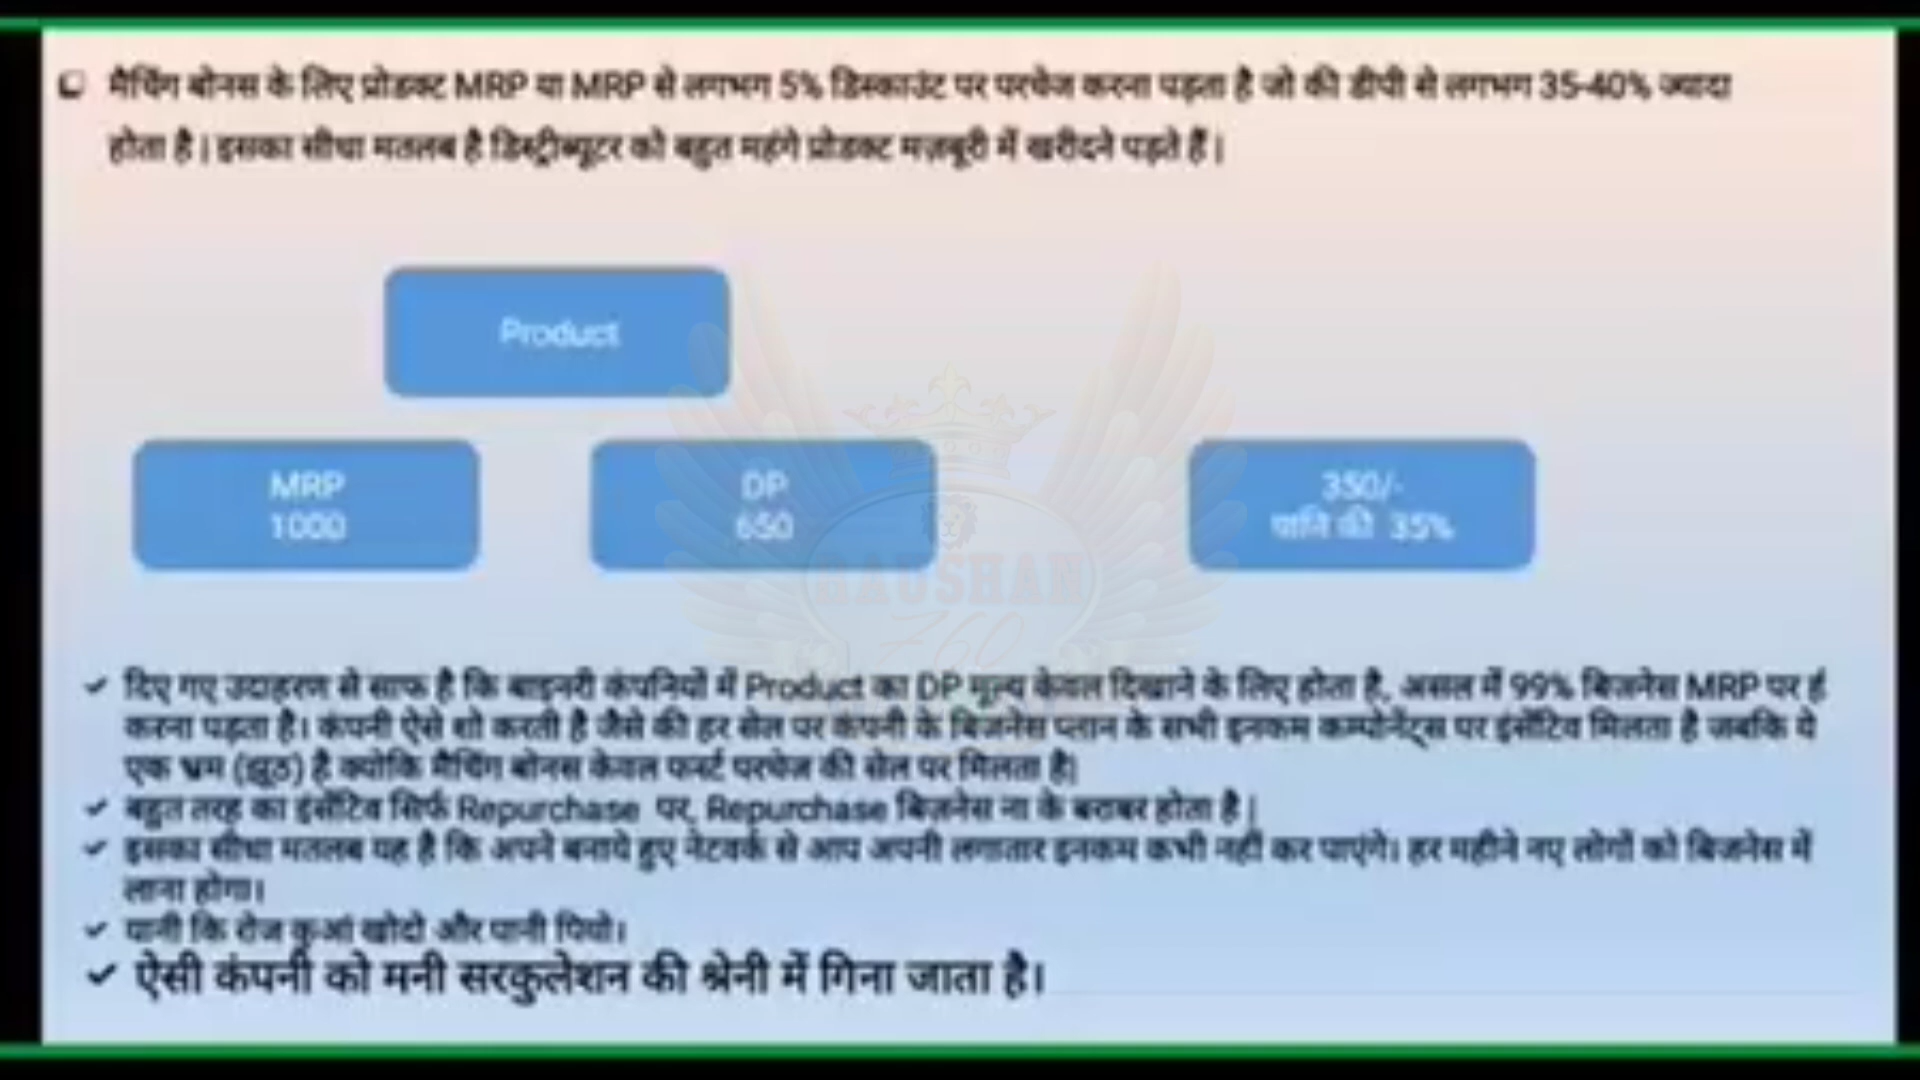 मैचिंग बोनस के लिए प्रोडक्ट MRP या MRP से लगभग 5% डिस्काउंट पर परचेज करना पड़ता है जो की डीपी से लगभग 35-40% ज्यादा
होता है | इसका सीधा मतलब है डिस्ट्रीब्यूटर को बहुत महंगे प्रोडक्ट मज़बूरी में खरीदने पड़ते हैं |
Product
MRP
1000
DP
650
350/-
यानि की 35%
RAUSHAN
760
दिए गए उदाहरण से साफ है कि बाइनरी कंपनियों में Product का DP मूल्य केवल दिखाने के लिए होता है, असल में 99% बिजनेस MRP पर ही
करना पड़ता है। कंपनी ऐसे शो करती है जैसे की हर सेल पर कंपनी के बिजनेस प्लान के सभी इनकम कम्पोनेंट्स पर इंसेंटिव मिलता है जबकि ये
एक भ्रम (झूठ) है क्योकि मैचिंग बोनस केवल फर्स्ट परचेज की सेल पर मिलता है|
बहुत तरह का इंसेंटिव सिर्फ Repurchase पर, Repurchase बिज़नेस ना के बराबर होता है |
इसका सीधा मतलब यह है कि अपने बनाये हुए नेटवर्क से आप अपनी लगातार इनकम कभी नहीं कर पाएंगे। हर महीने नए लोगों को बिजनेस में
लाना होगा।
यानी कि रोज कुआं खोदो और पानी पियो।
ऐसी कंपनी को मनी सरकुलेशन की श्रेनी में गिना जाता है।